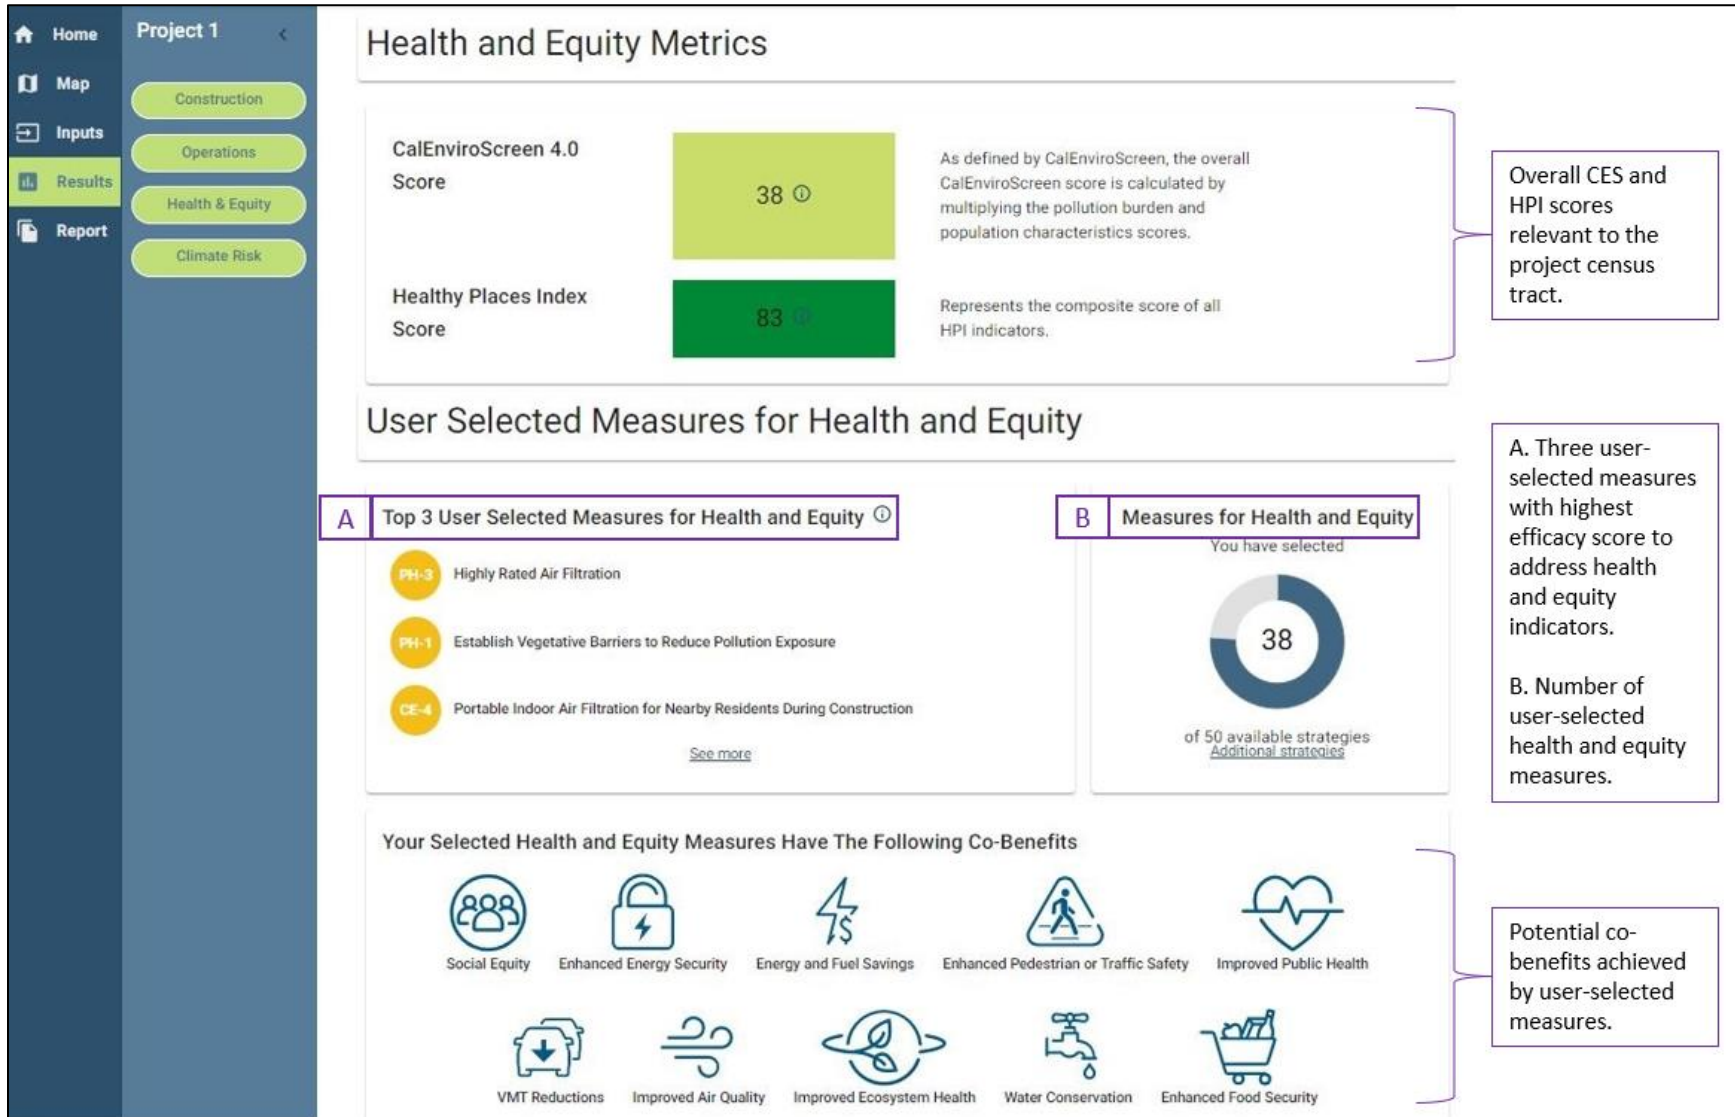 Home
Map
Inputs
Results
Report
Project 1
Construction
Operations
Health & Equity
Climate Risk
Health and Equity Metrics
CalEnviroScreen 4.0
Score
38
As defined by CalEnviroScreen, the overall
CalEnviroScreen score is calculated by
multiplying the pollution burden and
population characteristics scores.
Healthy Places Index
Score
83
Represents the composite score of all
HPI indicators.
Overall CES and
HPI scores
relevant to the
project census
tract.
User Selected Measures for Health and Equity
A
Top 3 User Selected Measures for Health and Equity
PH-3 Highly Rated Air Filtration
PH-1 Establish Vegetative Barriers to Reduce Pollution Exposure
CE-4 Portable Indoor Air Filtration for Nearby Residents During Construction
See more
B
Measures for Health and Equity
You have selected
38
of 50 available strategies
Additional strategies
A. Three user-
selected measures
with highest
efficacy score to
address health
and equity
indicators.
B. Number of
user-selected
health and equity
measures.
Your Selected Health and Equity Measures Have The Following Co-Benefits
Social Equity
Enhanced Energy Security
Energy and Fuel Savings
Enhanced Pedestrian or Traffic Safety
Improved Public Health
VMT Reductions
Improved Air Quality
Improved Ecosystem Health
Water Conservation
Enhanced Food Security
Potential co-
benefits achieved
by user-selected
measures.